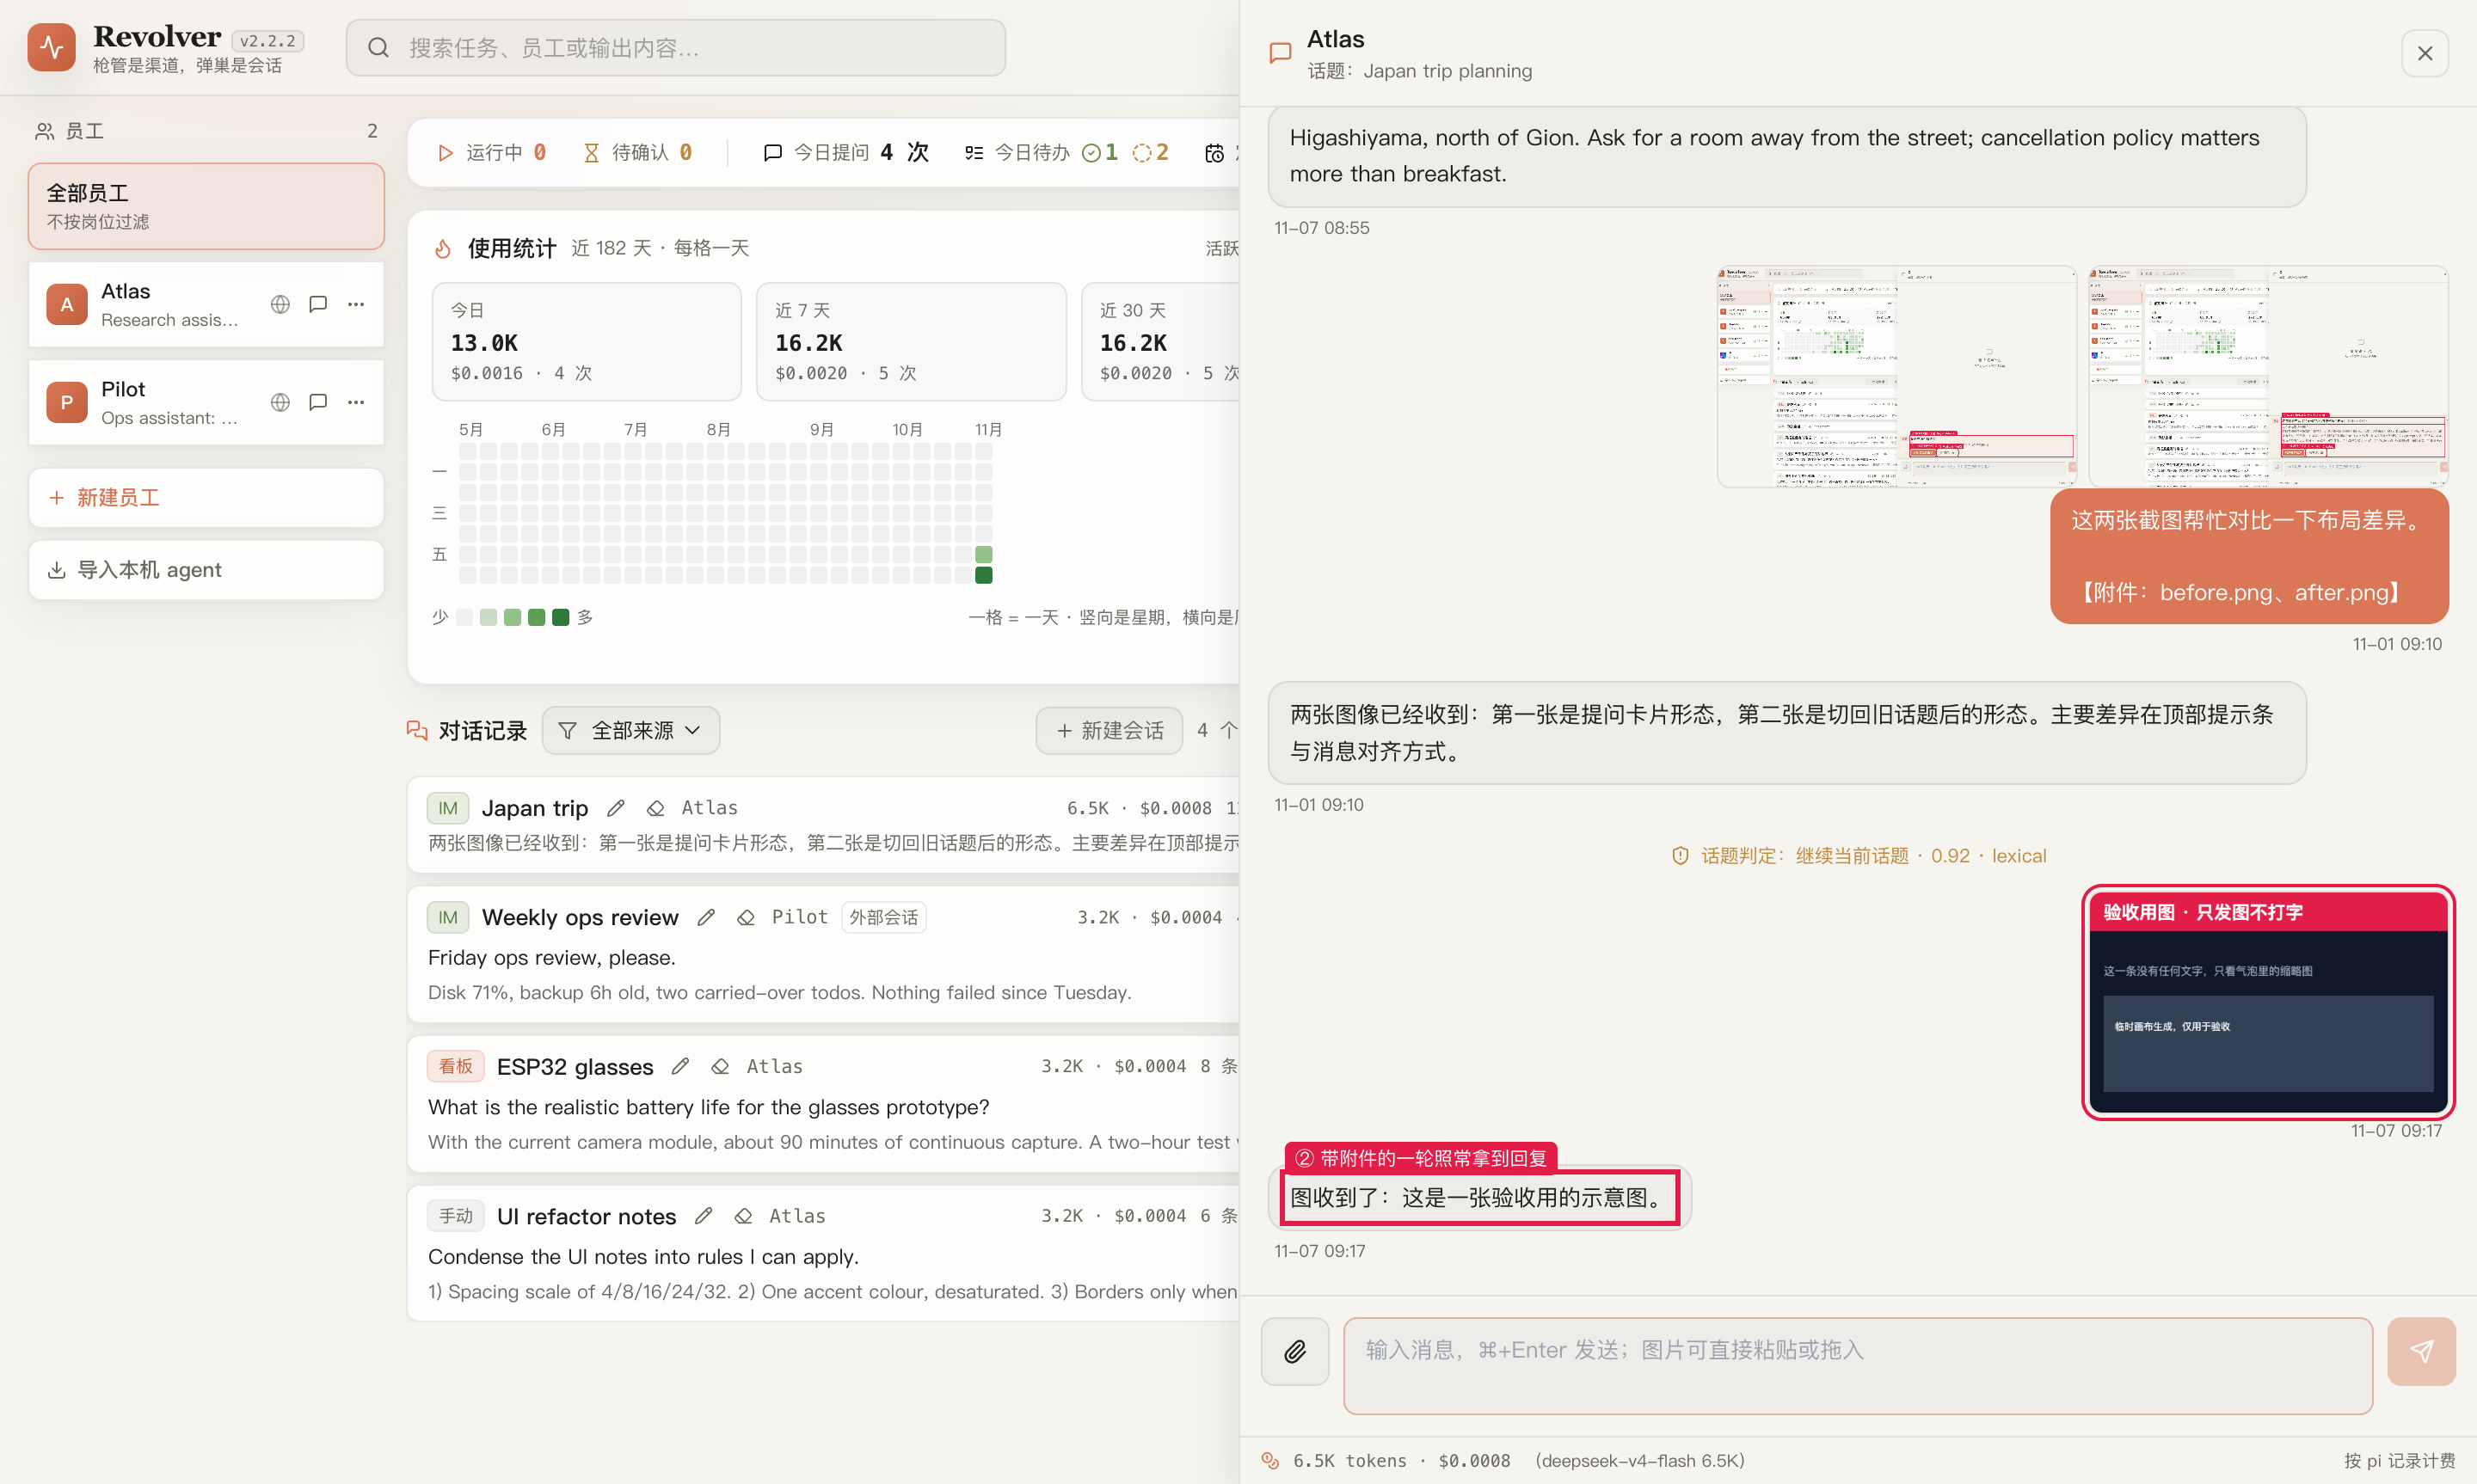 Revolver v2.2.2
枪管是渠道，弹巢是会话
搜索任务、员工或输出内容...
员工 2
全部员工
不按岗位过滤
A
Atlas
Research assis...
P
Pilot
Ops assistant: ...
新建员工
导入本机 agent
运行中 0 待确认 0 今日提问 4 次 今日待办 1 2
使用统计 近 182 天 · 每格一天 活跃
今日
13.0K
$0.0016 · 4 次
近 7 天
16.2K
$0.0020 · 5 次
近 30 天
16.2K
$0.0020 · 5 次
5月 6月 7月 8月 9月 10月 11月
一
三
五
少 多
一格 = 一天 · 竖向是星期，横向是
对话记录 全部来源 新建会话 4 个
IM Japan trip Atlas 6.5K · $0.0008
两张图像已经收到：第一张是提问卡片形态，第二张是切回旧话题后的形态。主要差异在顶部提示
IM Weekly ops review Pilot 外部会话 3.2K · $0.0004
Friday ops review, please.
Disk 71%, backup 6h old, two carried-over todos. Nothing failed since Tuesday.
看板 ESP32 glasses Atlas 3.2K · $0.0004 8 条
What is the realistic battery life for the glasses prototype?
With the current camera module, about 90 minutes of continuous capture. A two-hour test
手动 UI refactor notes Atlas 3.2K · $0.0004 6 条
Condense the UI notes into rules I can apply.
1) Spacing scale of 4/8/16/24/32. 2) One accent colour, desaturated. 3) Borders only when
Atlas
话题：Japan trip planning
Higashiyama, north of Gion. Ask for a room away from the street; cancellation policy matters
more than breakfast.
11-07 08:55
这两张截图帮忙对比一下布局差异。
【附件：before.png、after.png】
11-01 09:10
两张图像已经收到：第一张是提问卡片形态，第二张是切回旧话题后的形态。主要差异在顶部提示条
与消息对齐方式。
11-01 09:10
话题判定：继续当前话题 · 0.92 · lexical
验收用图 · 只发图不打字
这一条没有任何文字，只看气泡里的缩略图
临时画布生成，仅用于验收
11-07 09:17
② 带附件的一轮照常拿到回复
图收到了：这是一张验收用的示意图。
11-07 09:17
输入消息，⌘+Enter 发送；图片可直接粘贴或拖入
6.5K tokens · $0.0008 (deepseek-v4-flash 6.5K) 按 pi 记录计费